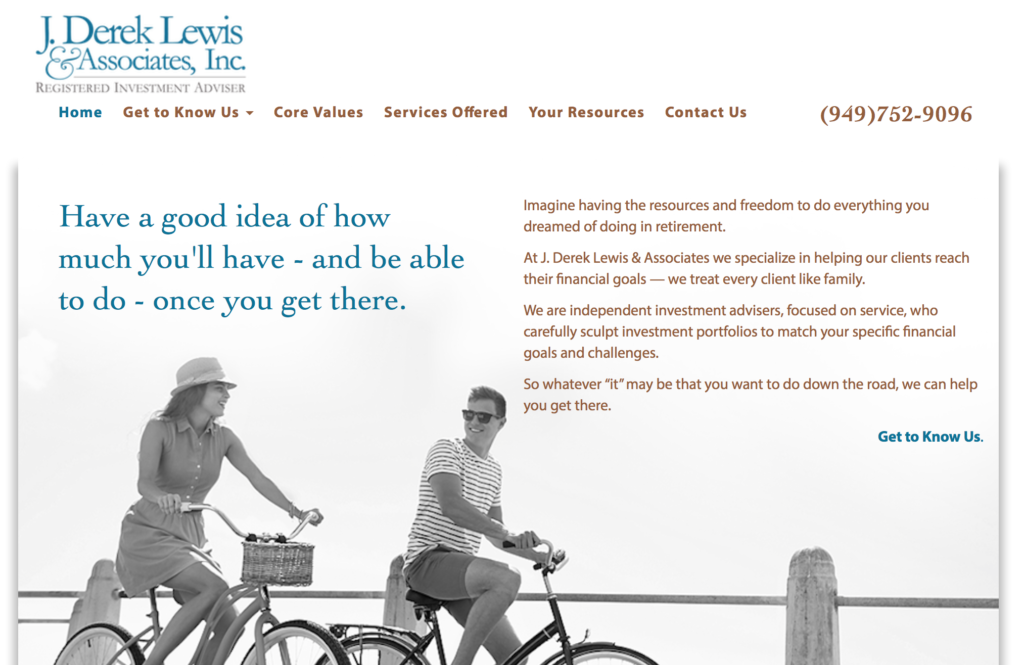 J. Derek Lewis
& Associates, Inc.
Registered Investment Adviser
Home Get to Know Us Core Values Services Offered Your Resources Contact Us (949)752-9096
Have a good idea of how
much you'll have - and be able
to do - once you get there.
Imagine having the resources and freedom to do everything you
dreamed of doing in retirement.
At J. Derek Lewis & Associates we specialize in helping our clients reach
their financial goals — we treat every client like family.
We are independent investment advisers, focused on service, who
carefully sculpt investment portfolios to match your specific financial
goals and challenges.
So whatever “it” may be that you want to do down the road, we can help
you get there.
Get to Know Us.